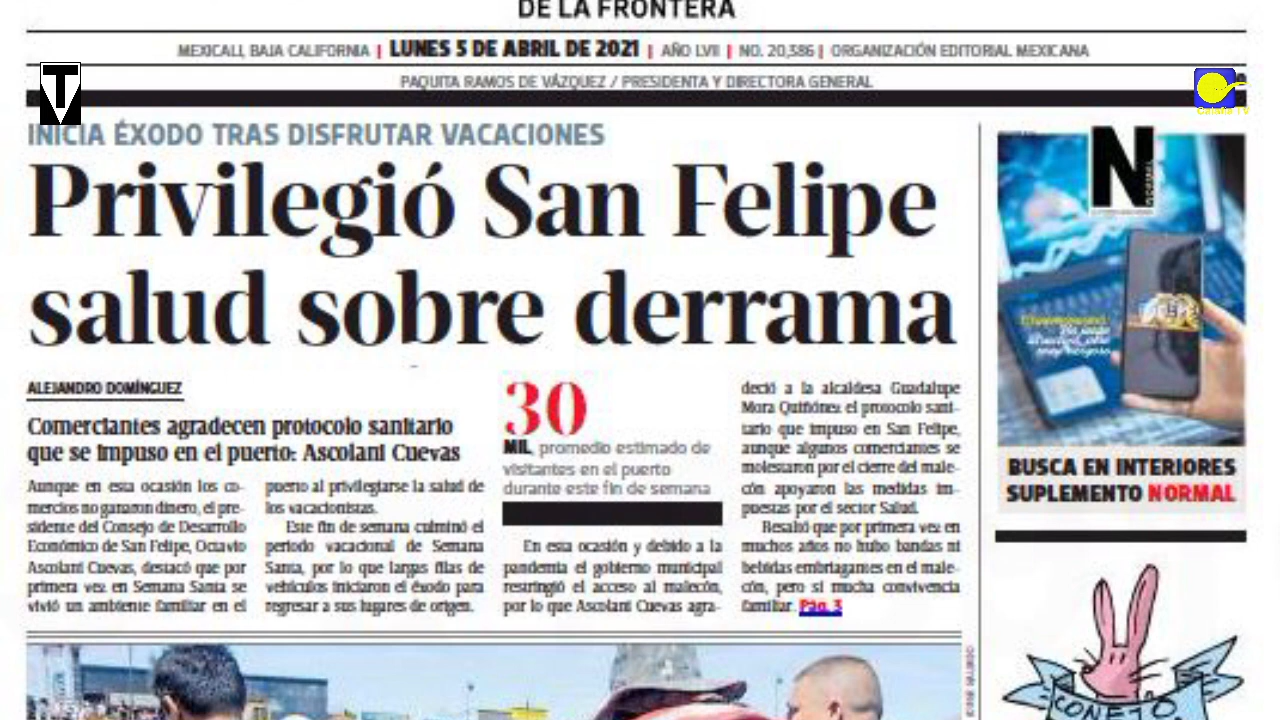 DE LA FRONTERA
MEXICALI, BAJA CALIFORNIA | LUNES 5 DE ABRIL DE 2021 | AÑO LVII | NO. 20,386 | ORGANIZACIÓN EDITORIAL MEXICANA
PAQUITA RAMOS DE VÁZQUEZ / PRESIDENTA Y DIRECTORA GENERAL
TV
INICIA ÉXODO TRAS DISFRUTAR VACACIONES
Privilegió San Felipe
salud sobre derrama
ALEJANDRO DOMÍNGUEZ
Comerciantes agradecen protocolo sanitario
que se impuso en el puerto: Ascolani Cuevas
Aunque en esta ocasión los co-
mercios no ganaron dinero, el pre-
sidente del Consejo de Desarrollo
Económico de San Felipe, Octavio
Ascolani Cuevas, destacó que por
primera vez en Semana Santa se
vivió un ambiente familiar en el
puerto al privilegiarse la salud de
los vacacionistas.
Este fin de semana culminó el
periodo vacacional de Semana
Santa, por lo que largas filas de
vehículos iniciaron el éxodo para
regresar a sus lugares de origen.
30
MIL, promedio estimado de
visitantes en el puerto
durante este fin de semana
En esta ocasión y debido a la
pandemia el gobierno municipal
restringió el acceso al malecón,
por lo que Ascolani Cuevas agra-
deció a la alcaldesa Guadalupe
Mora Quiñónez el protocolo sani-
tario que impuso en San Felipe,
aunque algunos comerciantes se
molestaron por el cierre del male-
cón apoyaron las medidas im-
puestas por el sector Salud.
Resaltó que por primera vez en
muchos años no hubo bandas ni
bebidas embriagantes en el male-
cón, pero sí mucha convivencia
familiar. Pág. 3
N
NORMAL
BUSCA EN INTERIORES
SUPLEMENTO NORMAL
CONETO